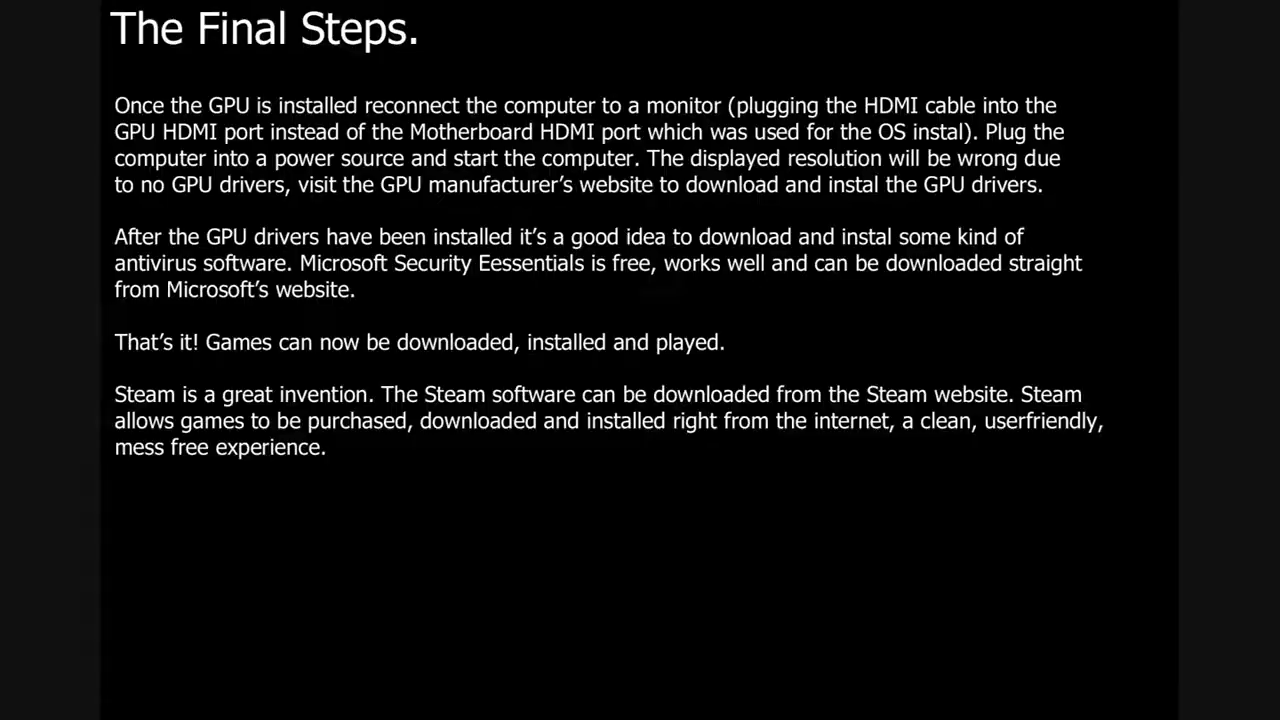 The Final Steps.
Once the GPU is installed reconnect the computer to a monitor (plugging the HDMI cable into the
GPU HDMI port instead of the Motherboard HDMI port which was used for the OS instal). Plug the
computer into a power source and start the computer. The displayed resolution will be wrong due
to no GPU drivers, visit the GPU manufacturer’s website to download and instal the GPU drivers.
After the GPU drivers have been installed it’s a good idea to download and instal some kind of
antivirus software. Microsoft Security Eessentials is free, works well and can be downloaded straight
from Microsoft’s website.
That’s it! Games can now be downloaded, installed and played.
Steam is a great invention. The Steam software can be downloaded from the Steam website. Steam
allows games to be purchased, downloaded and installed right from the internet, a clean, userfriendly,
mess free experience.